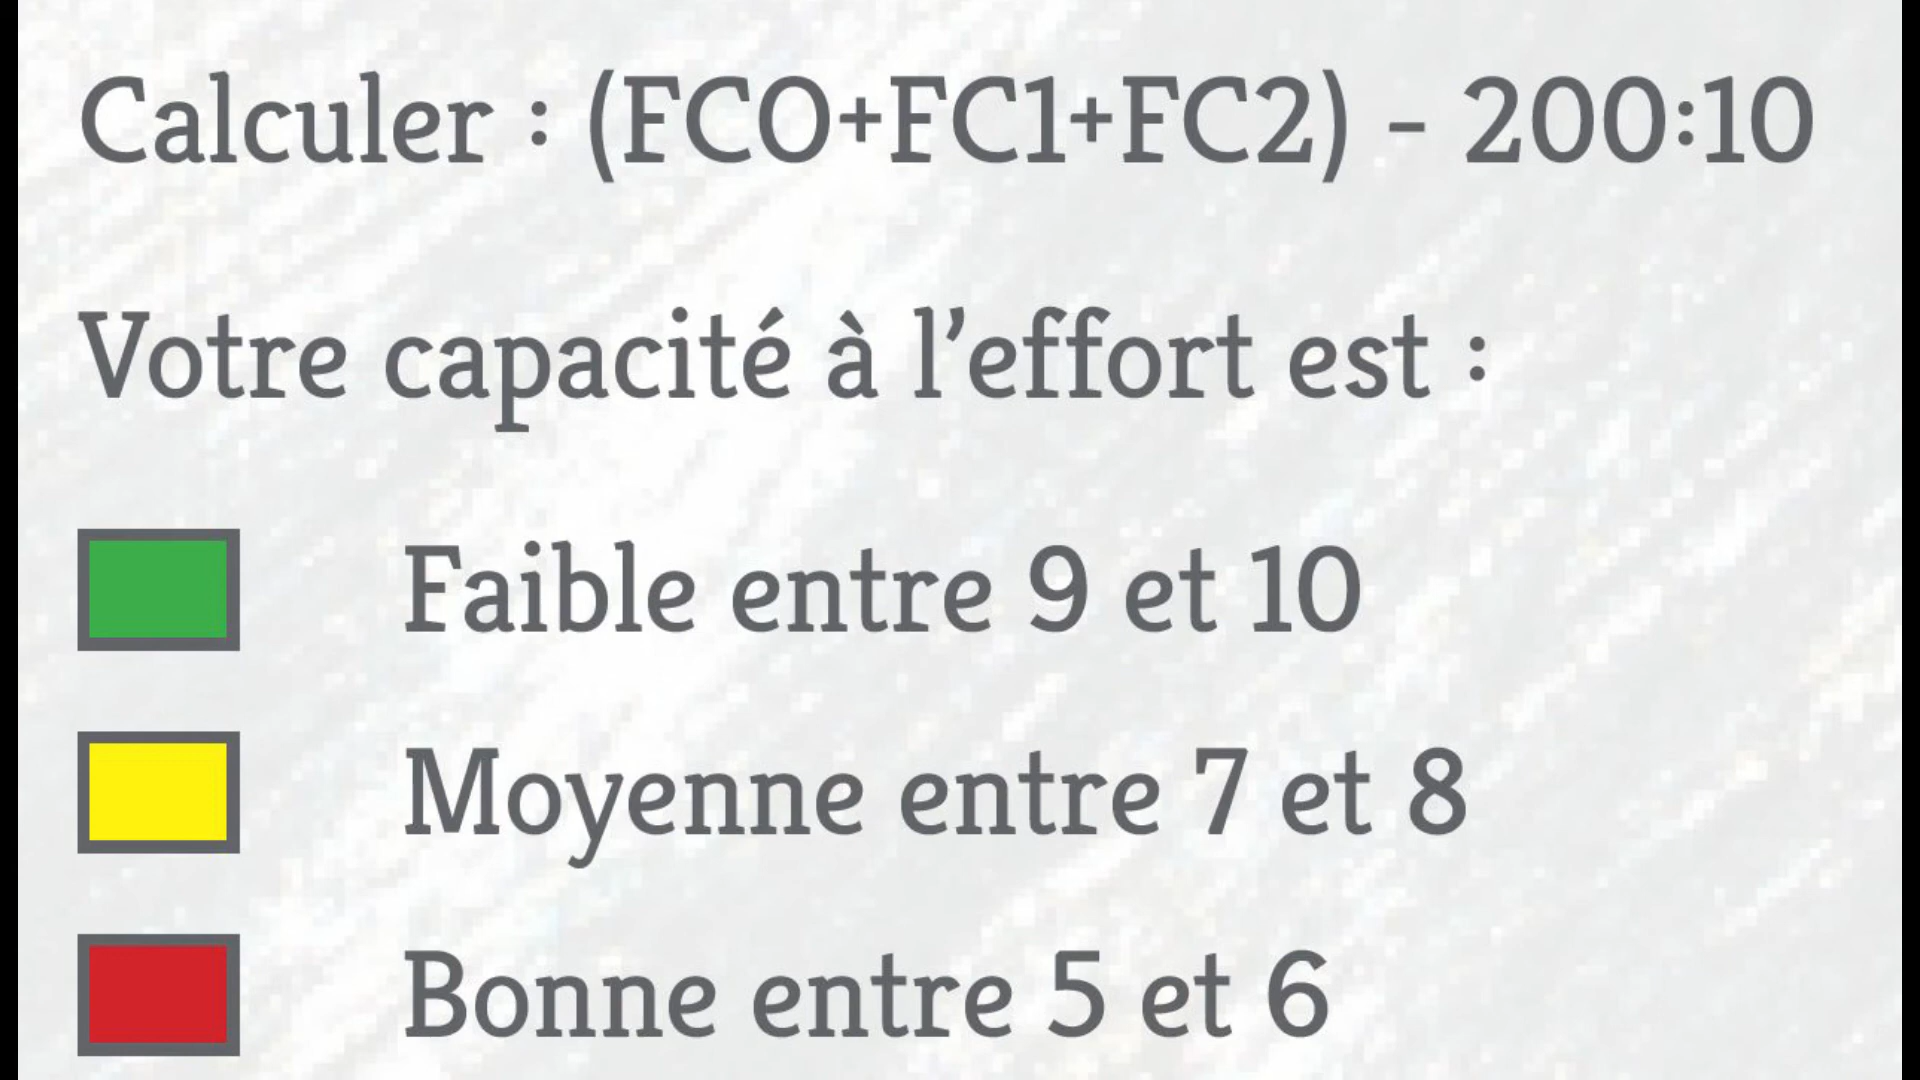 Calculer : (FC0+FC1+FC2) - 200:10
Votre capacité à l’effort est :
Faible entre 9 et 10
Moyenne entre 7 et 8
Bonne entre 5 et 6